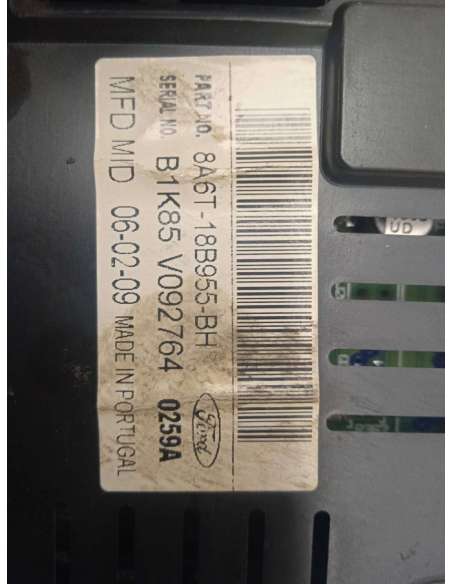 PART NO. 8A6T-18B955-BH
SERIAL NO. B1K85 V092764 0259A
Ford
MFD MID 06-02-09 MADE IN PORTUGAL
UD